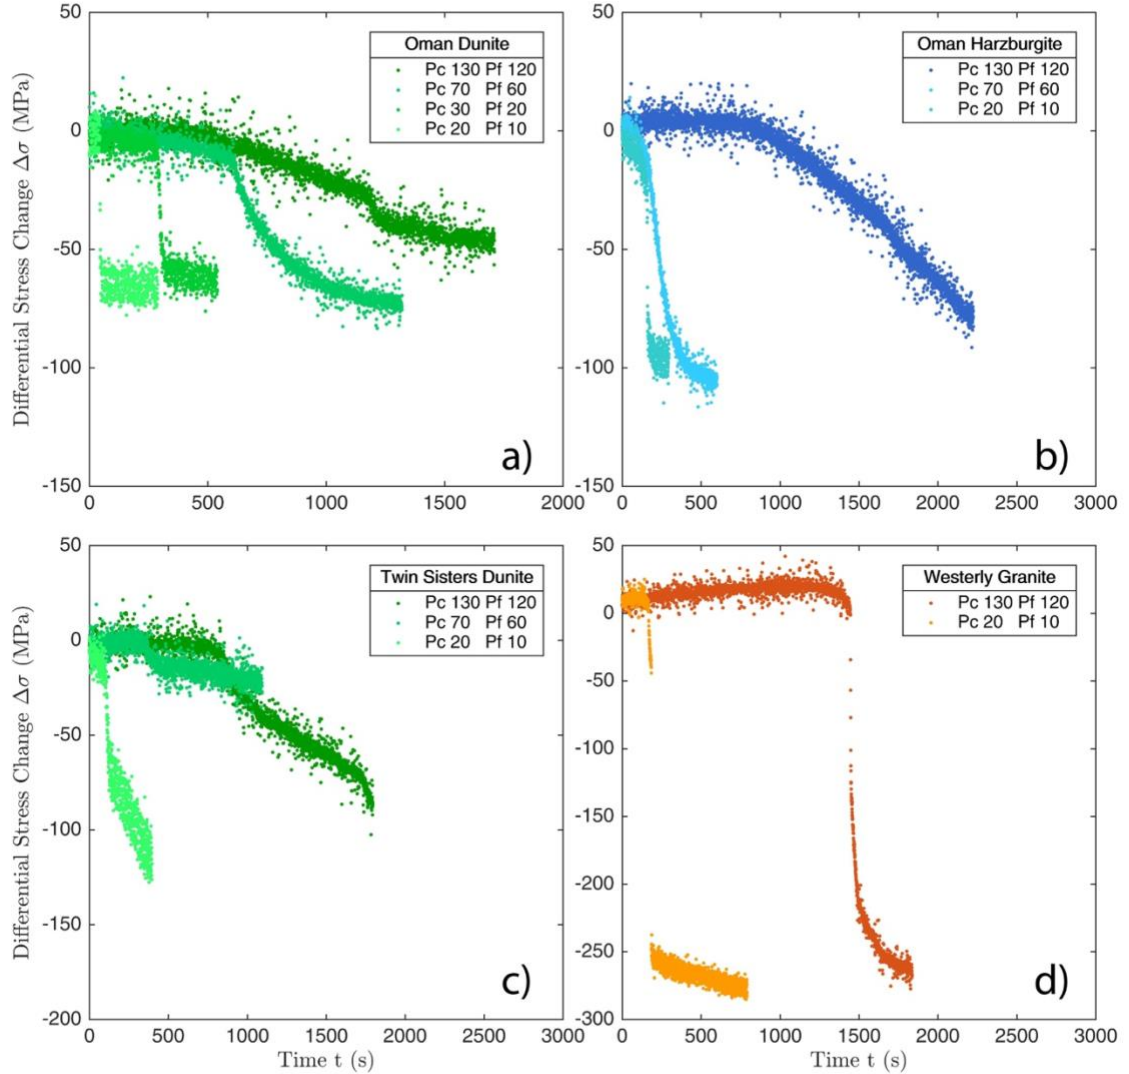 Differential Stress Change Δσ (MPa)
50
0
-50
-100
-150
0 500 1000 1500 2000
Oman Dunite
Pc 130 Pf 120
Pc 70 Pf 60
Pc 30 Pf 20
Pc 20 Pf 10
a)
50
0
-50
-100
-150
0 500 1000 1500 2000 2500 3000
Oman Harzburgite
Pc 130 Pf 120
Pc 70 Pf 60
Pc 20 Pf 10
b)
Differential Stress Change Δσ (MPa)
50
0
-50
-100
-150
-200
0 500 1000 1500 2000 2500 3000
Time t (s)
Twin Sisters Dunite
Pc 130 Pf 120
Pc 70 Pf 60
Pc 20 Pf 10
c)
50
0
-50
-100
-150
-200
-250
-300
0 500 1000 1500 2000 2500 3000
Time t (s)
Westerly Granite
Pc 130 Pf 120
Pc 20 Pf 10
d)